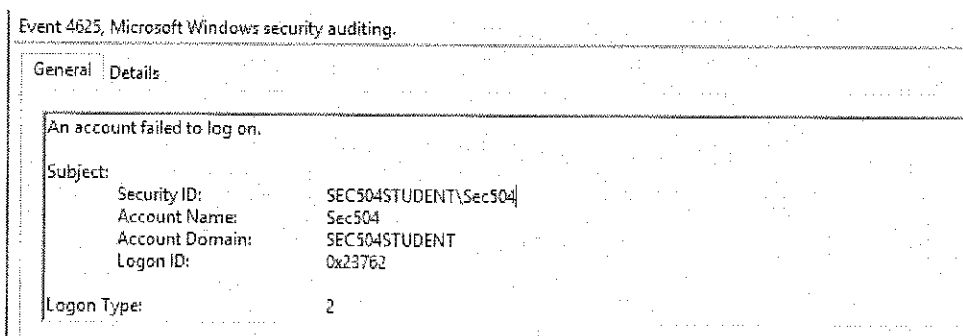 Event 4625, Microsoft Windows security auditing.
General Details
An account failed to log on.
Subject:
Security ID: SEC504STUDENT\Sec504
Account Name: Sec504
Account Domain: SEC504STUDENT
Logon ID: 0x23762
Logon Type: 2